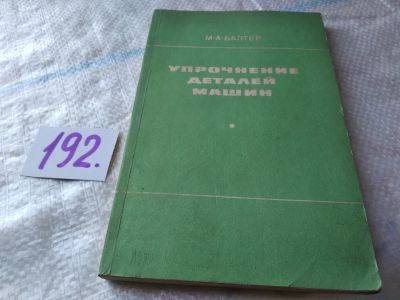 М·А·БАЛТЕР
УПРОЧНЕНИЕ
ДЕТАЛЕЙ
МАШИН
192.